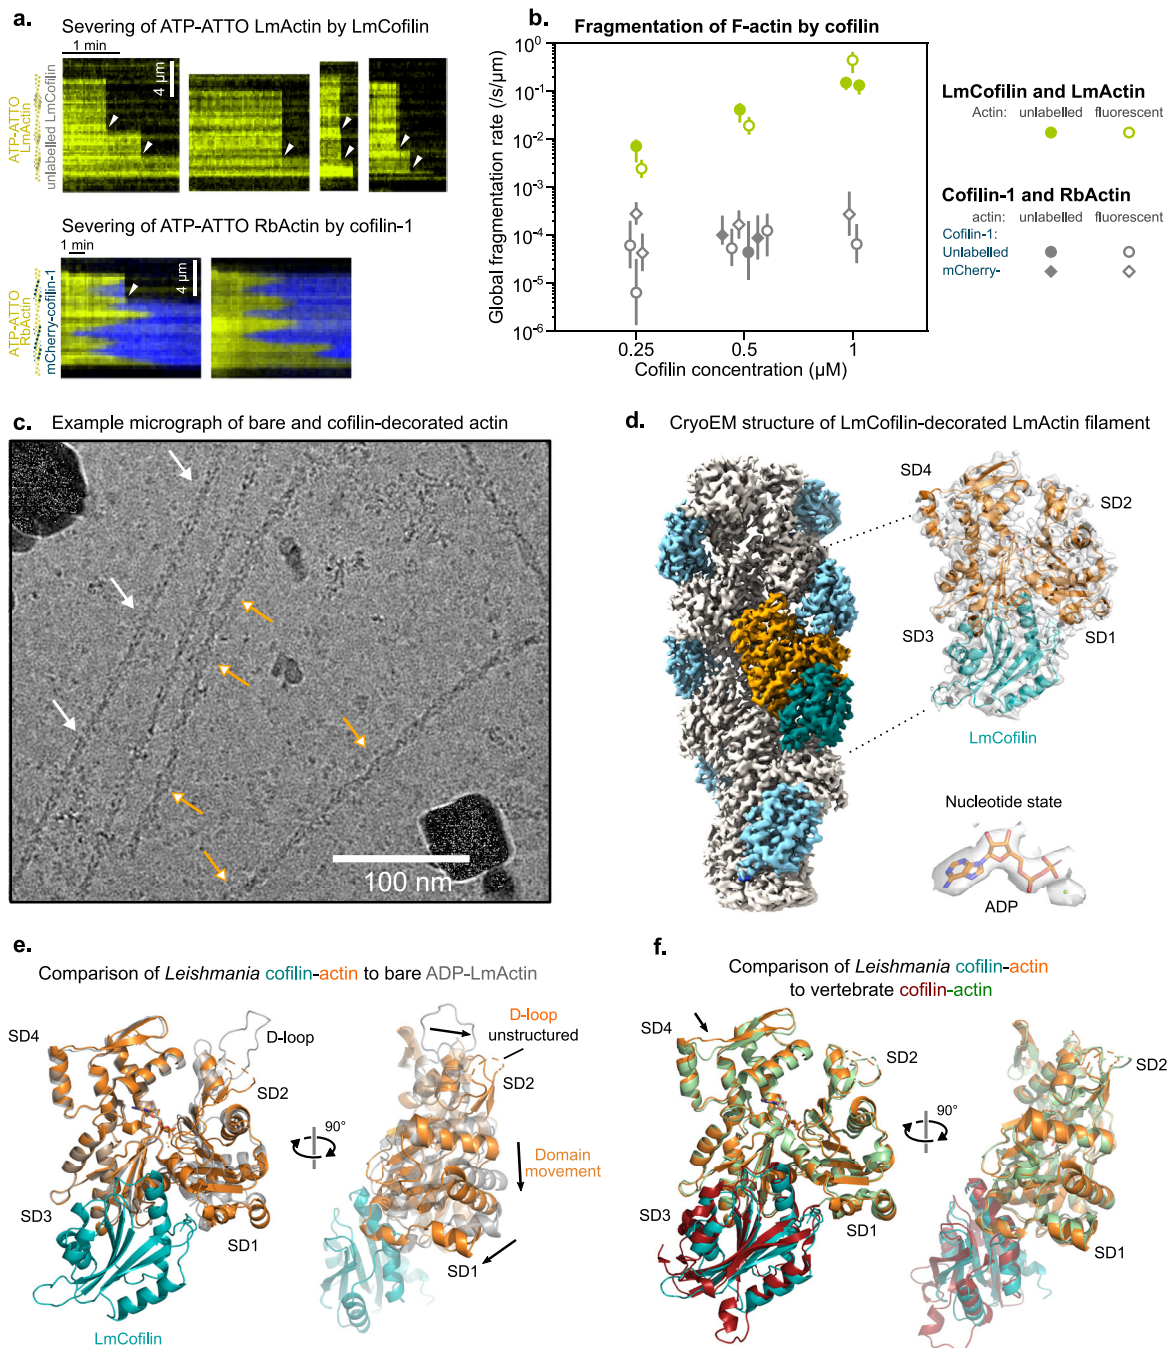 a.
Severing of ATP-ATTO LmActin by LmCofilin
1 min
4 µm
ATP-ATTO
LmActin
unlabelled LmCofilin
Severing of ATP-ATTO RbActin by cofilin-1
1 min
4 µm
ATP-ATTO
RbActin
mCherry-cofilin-1
b.
Fragmentation of F-actin by cofilin
Global fragmentation rate (/s/µm)
10^0
10^-1
10^-2
10^-3
10^-4
10^-5
10^-6
0.25
0.5
1
Cofilin concentration (µM)
LmCofilin and LmActin
Actin: unlabelled fluorescent
Cofilin-1 and RbActin
actin: unlabelled fluorescent
Cofilin-1:
Unlabelled
mCherry-
c.
Example micrograph of bare and cofilin-decorated actin
100 nm
d.
CryoEM structure of LmCofilin-decorated LmActin filament
SD4
SD2
SD3
SD1
LmCofilin
Nucleotide state
ADP
e.
Comparison of Leishmania cofilin-actin to bare ADP-LmActin
SD4
D-loop
SD2
SD3
SD1
LmCofilin
90°
D-loop
unstructured
SD2
Domain
movement
SD1
f.
Comparison of Leishmania cofilin-actin
to vertebrate cofilin-actin
SD4
SD2
SD3
SD1
90°
SD2
SD1